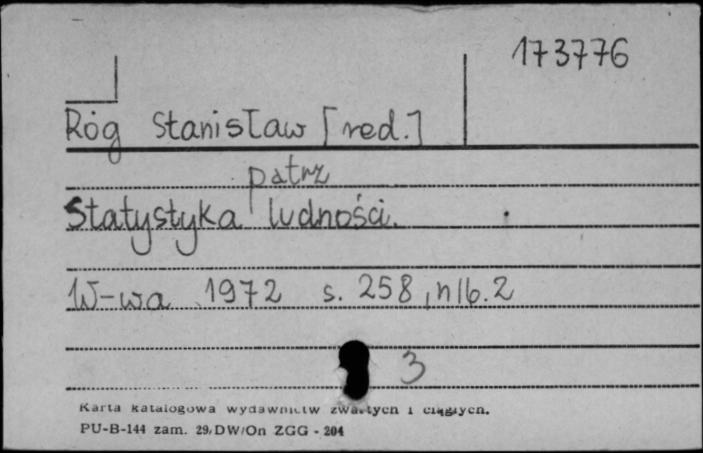 173776
Róg Stanisław [red.]
patrz
Statystyka ludności.
W-wa 1972 s. 258, nlb. 2
3
Karta katalogowa wydawnictw zwartych i ciągłych.
PU-B-144 zam. 29/DW/On ZGG - 204